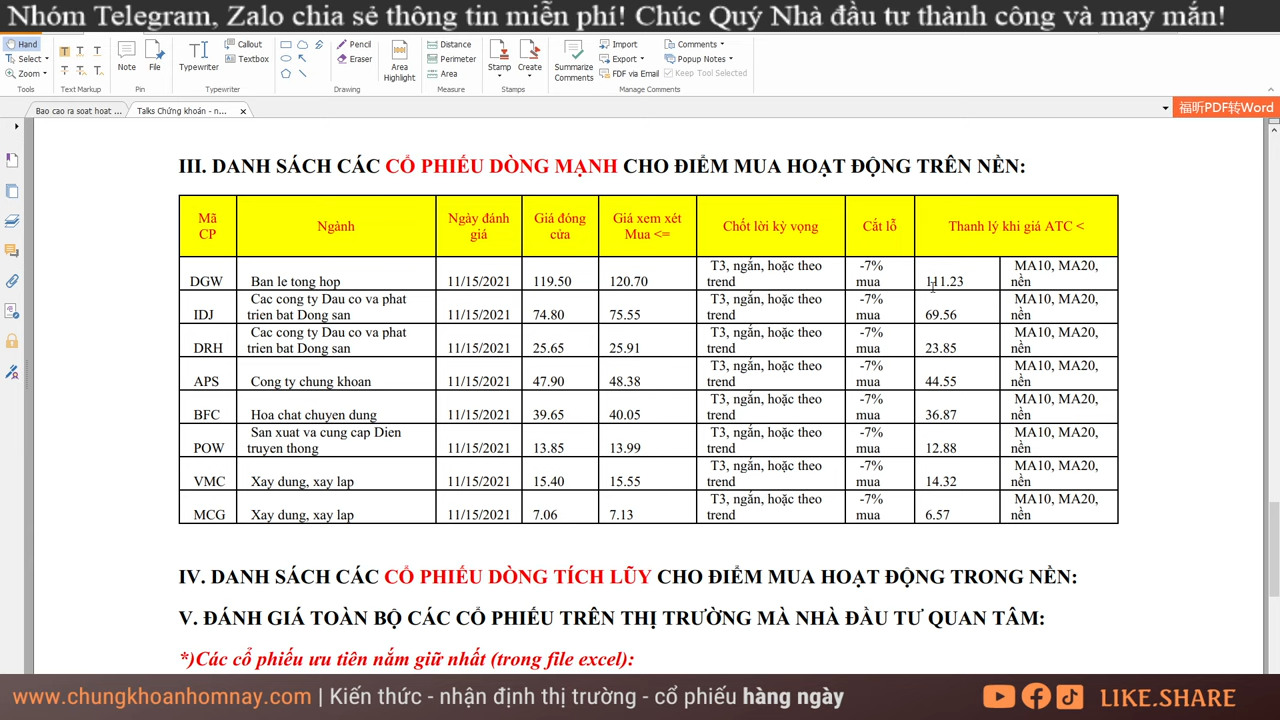 Nhóm Telegram, Zalo chia sẻ thông tin miễn phí! Chúc Quý Nhà đầu tư thành công và may mắn!
Hand
Select
Zoom
Tools
Text Markup
Note
File
Pin
Typewriter
Callout
Textbox
Typewriter
Pencil
Eraser
Drawing
Area
Highlight
Distance
Perimeter
Area
Measure
Stamp
Create
Stamps
Summarize
Comments
Import
Export
FDF via Email
Comments
Popup Notes
Keep Tool Selected
Manage Comments
Bao cao ra soat hoat ...
Talks Chứng khoán - n...
福昕PDF转Word
III. DANH SÁCH CÁC CỔ PHIẾU DÒNG MẠNH CHO ĐIỂM MUA HOẠT ĐỘNG TRÊN NỀN:
Mã CP Ngành Ngày đánh giá Giá đóng cửa Giá xem xét Mua <= Chốt lời kỳ vọng Cắt lỗ Thanh lý khi giá ATC <
DGW Ban le tong hop 11/15/2021 119.50 120.70 T3, ngắn, hoặc theo trend -7% mua 111.23 MA10, MA20, nền
IDJ Cac cong ty Dau co va phat trien bat Dong san 11/15/2021 74.80 75.55 T3, ngắn, hoặc theo trend -7% mua 69.56 MA10, MA20, nền
DRH Cac cong ty Dau co va phat trien bat Dong san 11/15/2021 25.65 25.91 T3, ngắn, hoặc theo trend -7% mua 23.85 MA10, MA20, nền
APS Cong ty chung khoan 11/15/2021 47.90 48.38 T3, ngắn, hoặc theo trend -7% mua 44.55 MA10, MA20, nền
BFC Hoa chat chuyen dung 11/15/2021 39.65 40.05 T3, ngắn, hoặc theo trend -7% mua 36.87 MA10, MA20, nền
POW San xuat va cung cap Dien truyen thong 11/15/2021 13.85 13.99 T3, ngắn, hoặc theo trend -7% mua 12.88 MA10, MA20, nền
VMC Xay dung, xay lap 11/15/2021 15.40 15.55 T3, ngắn, hoặc theo trend -7% mua 14.32 MA10, MA20, nền
MCG Xay dung, xay lap 11/15/2021 7.06 7.13 T3, ngắn, hoặc theo trend -7% mua 6.57 MA10, MA20, nền
IV. DANH SÁCH CÁC CỔ PHIẾU DÒNG TÍCH LŨY CHO ĐIỂM MUA HOẠT ĐỘNG TRONG NỀN:
V. ĐÁNH GIÁ TOÀN BỘ CÁC CỔ PHIẾU TRÊN THỊ TRƯỜNG MÀ NHÀ ĐẦU TƯ QUAN TÂM:
*)Các cổ phiếu ưu tiên nắm giữ nhất (trong file excel):
www.chungkhoanhomnay.com | Kiến thức - nhận định thị trường - cổ phiếu hàng ngày
LIKE.SHARE